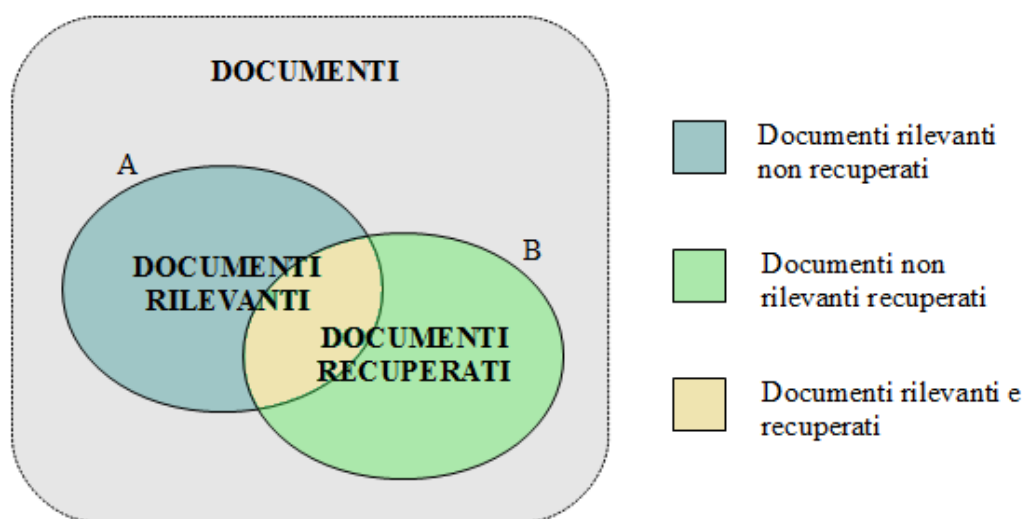 DOCUMENTI
A
DOCUMENTI
RILEVANTI
B
DOCUMENTI
RECUPERATI
Documenti rilevanti
non recuperati
Documenti non
rilevanti recuperati
Documenti rilevanti e
recuperati